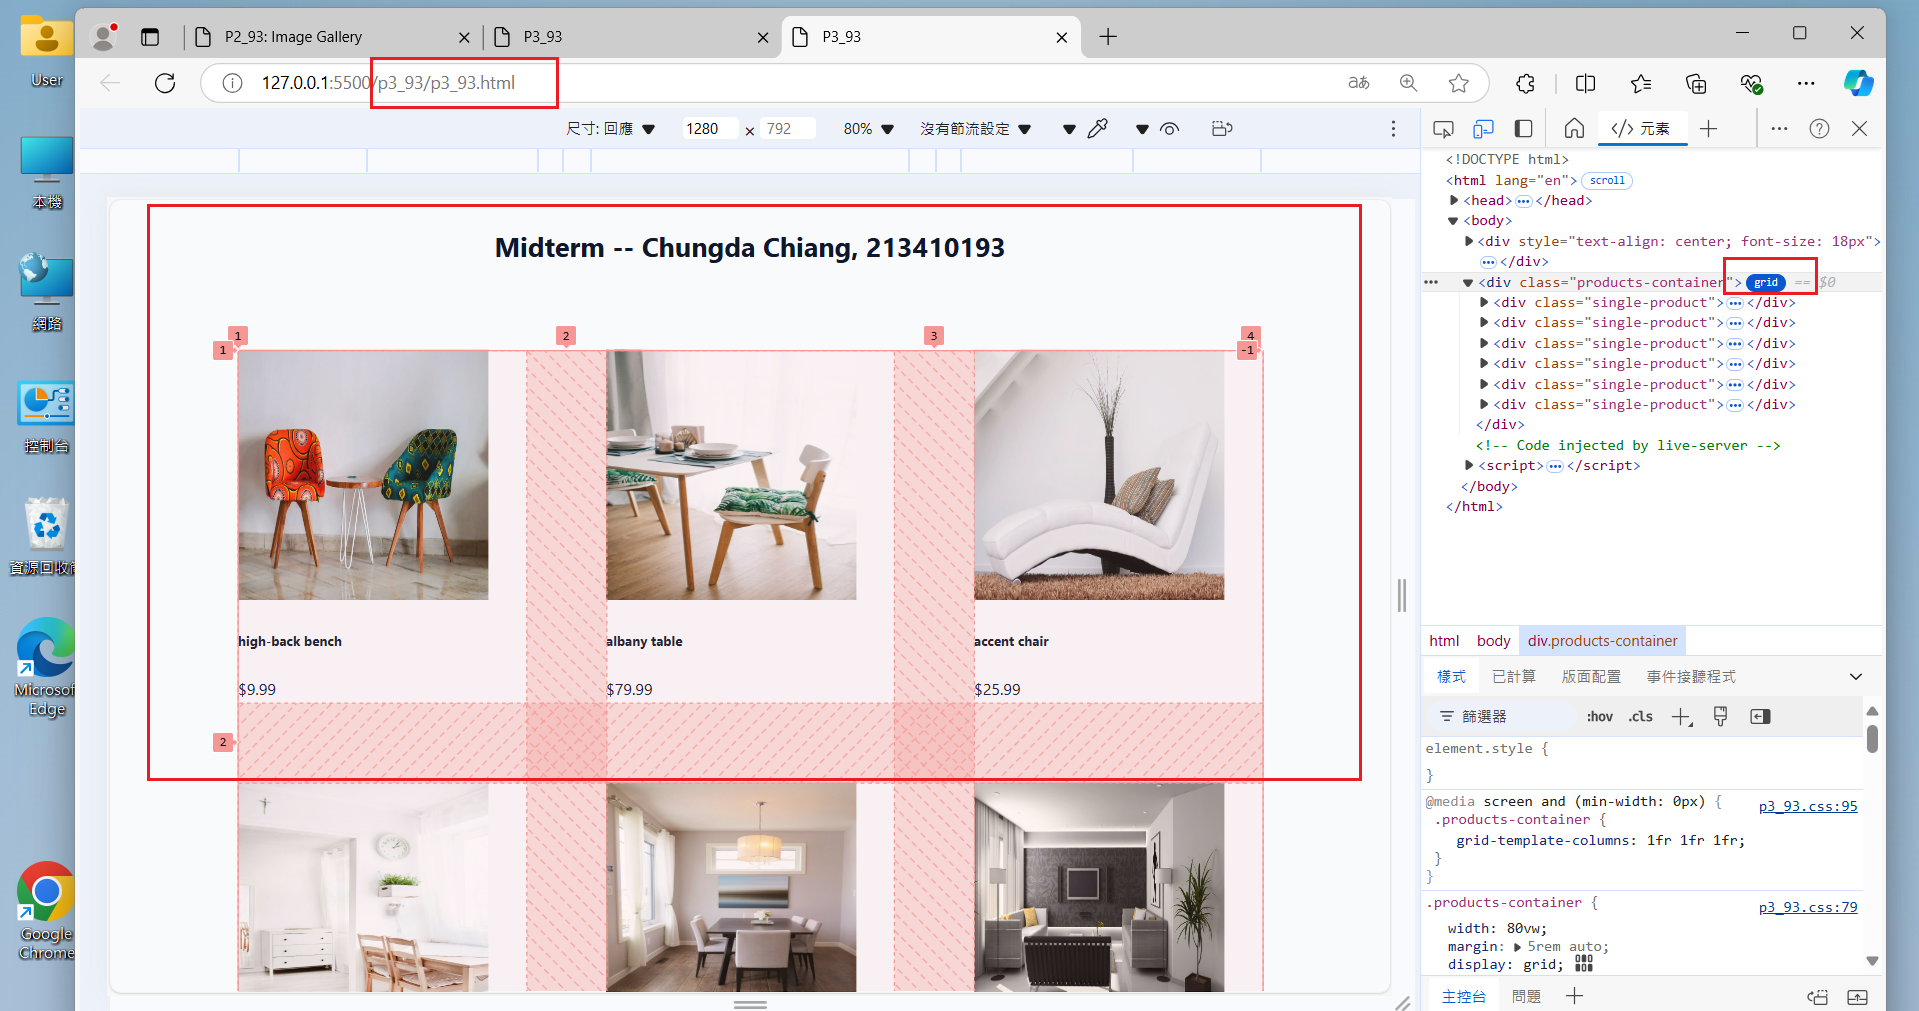 User
本機
網路
控制台
Microsof
Edge
Google
Chrome
P2_93: Image Gallery
P3_93
P3_93
127.0.0.1:5500/p3_93/p3_93.html
aあ
尺寸: 回應
1280 × 792
80%
沒有節流設定
Midterm -- Chungda Chiang, 213410193
1
2
3
4
1
-1
high-back bench
albany table
accent chair
$9.99
$79.99
$25.99
2
元素
<!DOCTYPE html>
<html lang="en"> scroll
<head> ••• </head>
<body>
<div style="text-align: center; font-size: 18px">
••• </div>
••• <div class="products-container"> grid == $0
<div class="single-product"> ••• </div>
<div class="single-product"> ••• </div>
<div class="single-product"> ••• </div>
<div class="single-product"> ••• </div>
<div class="single-product"> ••• </div>
<div class="single-product"> ••• </div>
</div>
<!-- Code injected by live-server -->
<script> ••• </script>
</body>
</html>
html body div.products-container
樣式 已計算 版面配置 事件接聽程式
篩選器 :hov .cls
element.style {
}
@media screen and (min-width: 0px) { p3_93.css:95
.products-container {
grid-template-columns: 1fr 1fr 1fr;
}
}
.products-container { p3_93.css:79
width: 80vw;
margin: 5rem auto;
display: grid;
主控台 問題